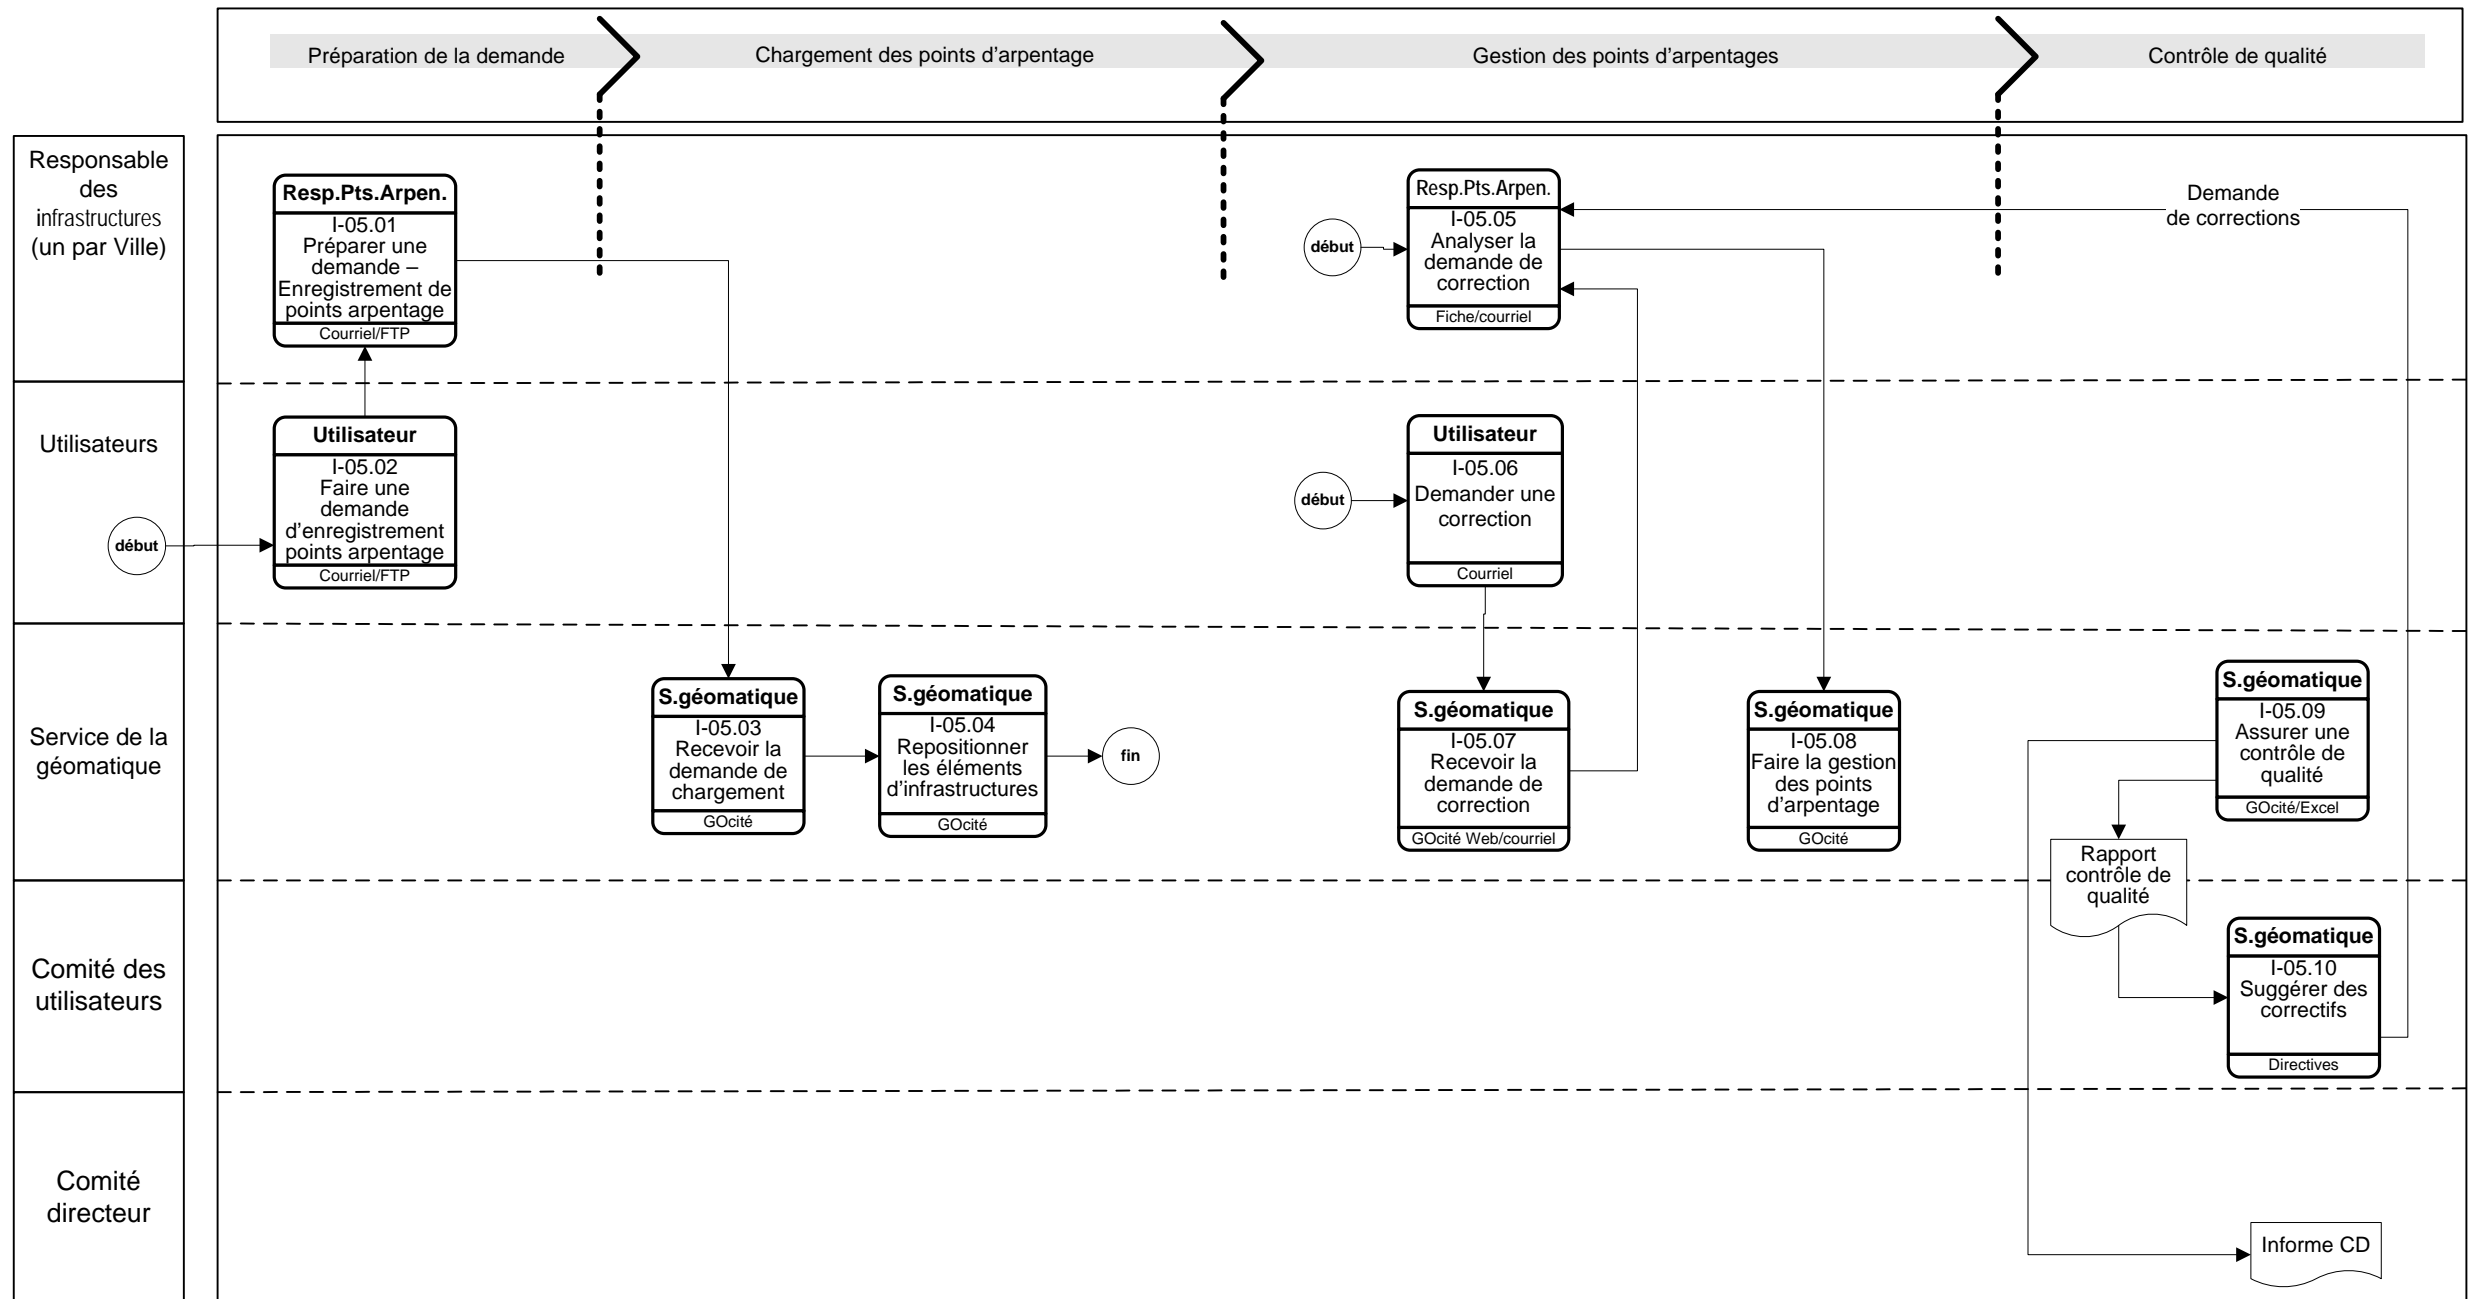 Préparation de la demande
Chargement des points d'arpentage
Gestion des points d'arpentages
Contrôle de qualité
Responsable
des
infrastructures
(un par Ville)
Resp.Pts.Arpen.
I-05.01
Préparer une
demande –
Enregistrement de
points arpentage
Courriel/FTP
début
Resp.Pts.Arpen.
I-05.05
Analyser la
demande de
correction
Fiche/courriel
Demande
de corrections
Utilisateurs
début
Utilisateur
I-05.02
Faire une
demande
d'enregistrement
points arpentage
Courriel/FTP
début
Utilisateur
I-05.06
Demander une
correction
Courriel
Service de la
géomatique
S.géomatique
I-05.03
Recevoir la
demande de
chargement
GOcité
S.géomatique
I-05.04
Repositionner
les éléments
d'infrastructures
GOcité
fin
S.géomatique
I-05.07
Recevoir la
demande de
correction
GOcité Web/courriel
S.géomatique
I-05.08
Faire la gestion
des points
d'arpentage
GOcité
S.géomatique
I-05.09
Assurer une
contrôle de
qualité
GOcité/Excel
Rapport
contrôle de
qualité
Comité des
utilisateurs
S.géomatique
I-05.10
Suggérer des
correctifs
Directives
Comité
directeur
Informe CD